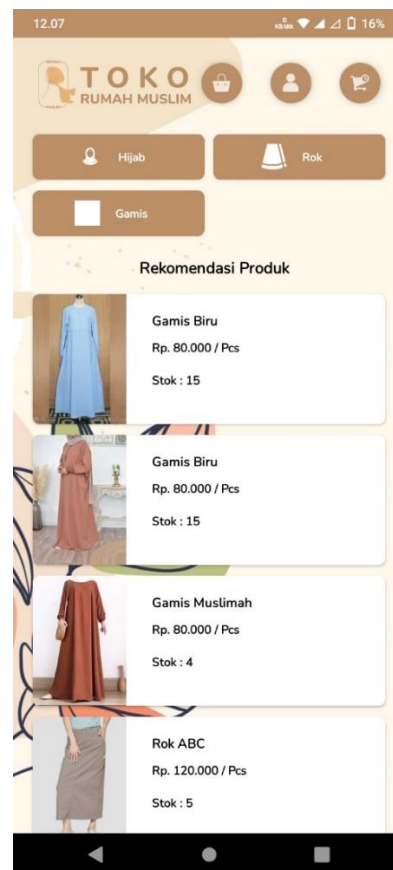 12.07
16%
TOKO
RUMAH MUSLIM
Hijab
Rok
Gamis
Rekomendasi Produk
Gamis Biru
Rp. 80.000 / Pcs
Stok : 15
Gamis Biru
Rp. 80.000 / Pcs
Stok : 15
Gamis Muslimah
Rp. 80.000 / Pcs
Stok : 4
Rok ABC
Rp. 120.000 / Pcs
Stok : 5